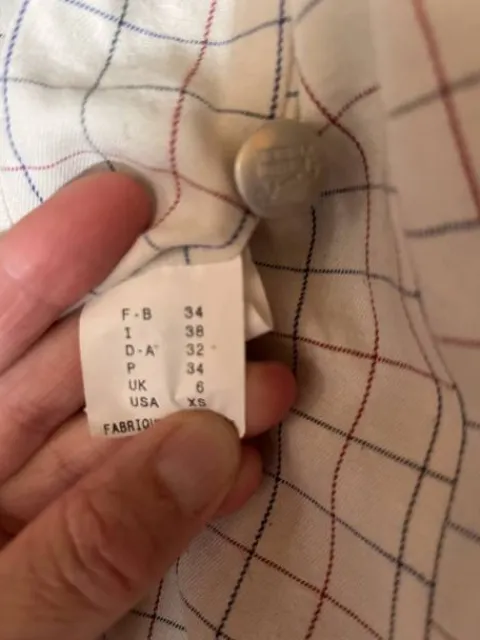 F-B 34
I 38
D-A 32
P 34
UK 6
USA XS